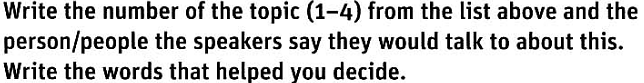 Write the number of the topic (1–4) from the list above and the
person/people the speakers say they would talk to about this.
Write the words that helped you decide.